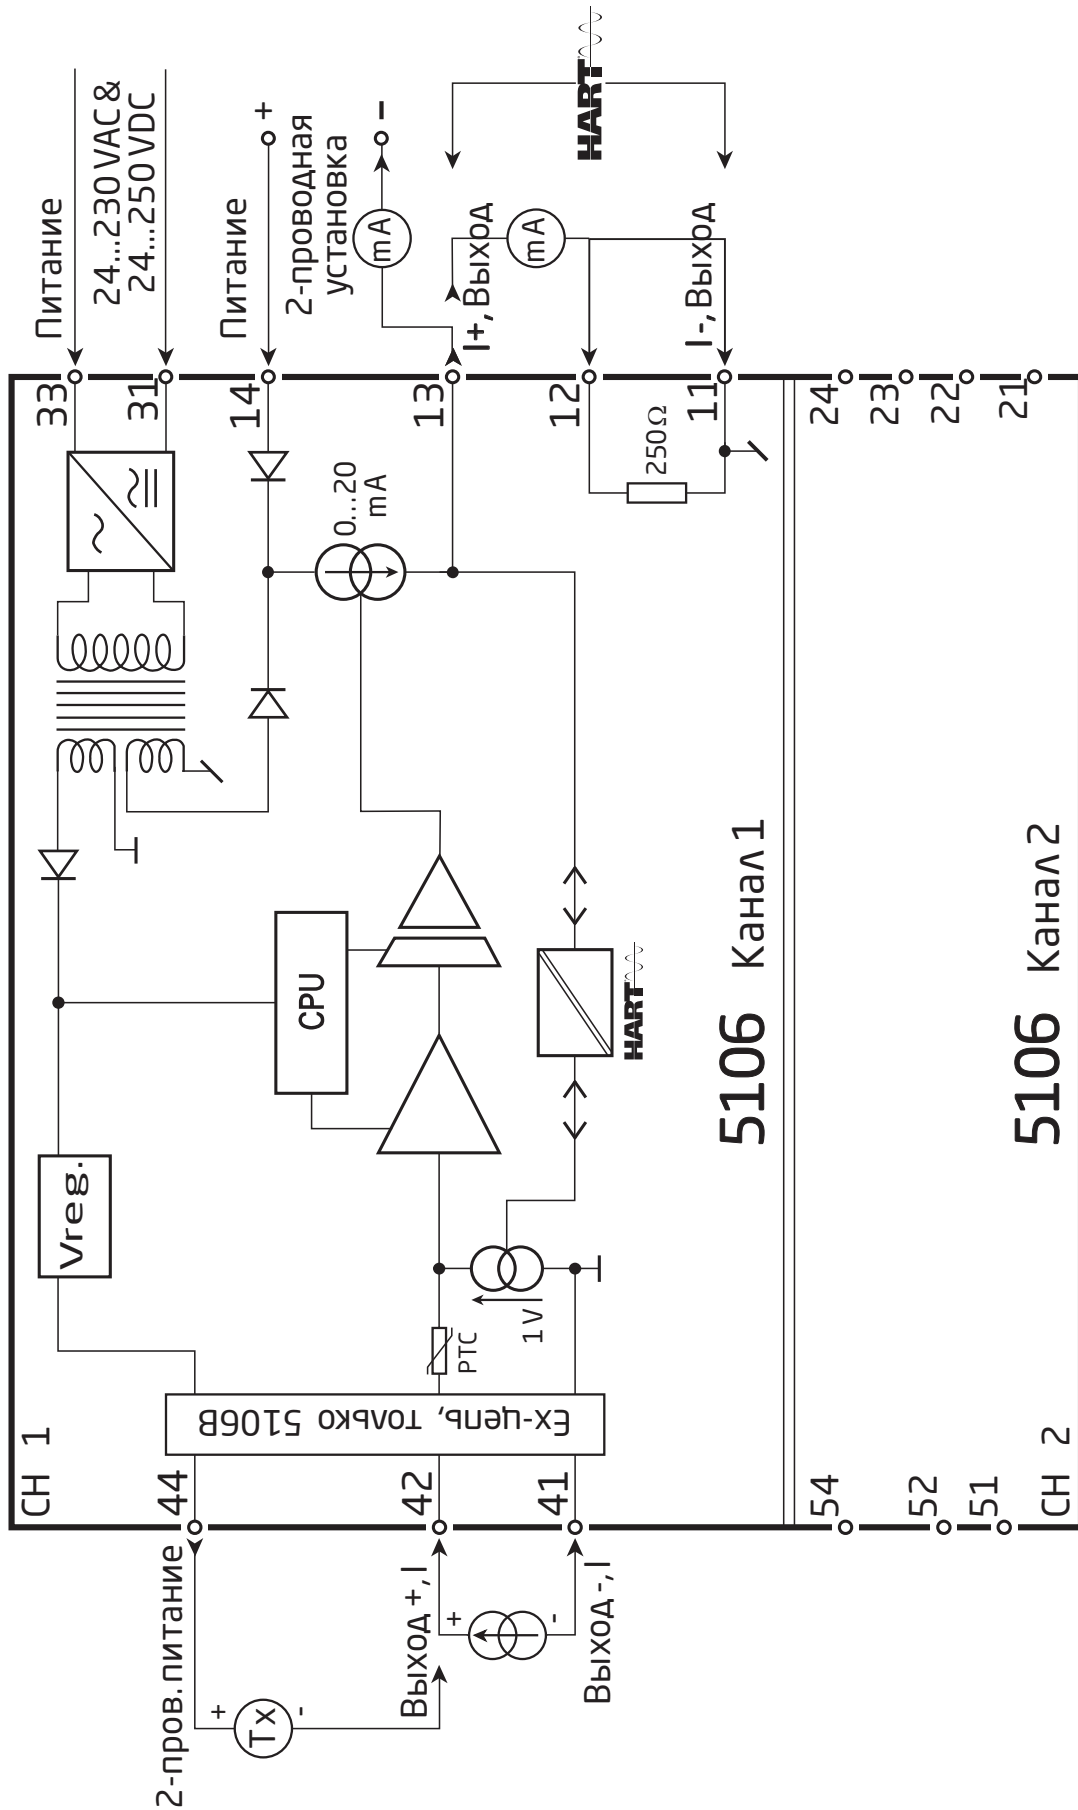 CH 1
Питание
33
24...230 VAC &
24...250 VDC
31
Vreg.
2-пров. питание
44
+
Tx
-
Питание
14
+
2-проводная
установка
-
mA
CPU
0...20
mA
Ex-цепь, только 5106B
Выход +, I
42
PTC
13
I+, Выход
+
1 V
mA
-
41
Выход -, I
HART
12
HART
250 Ω
I-, Выход
11
5106 Канал 1
54
24
23
52
22
51
21
CH 2
5106 Канал 2